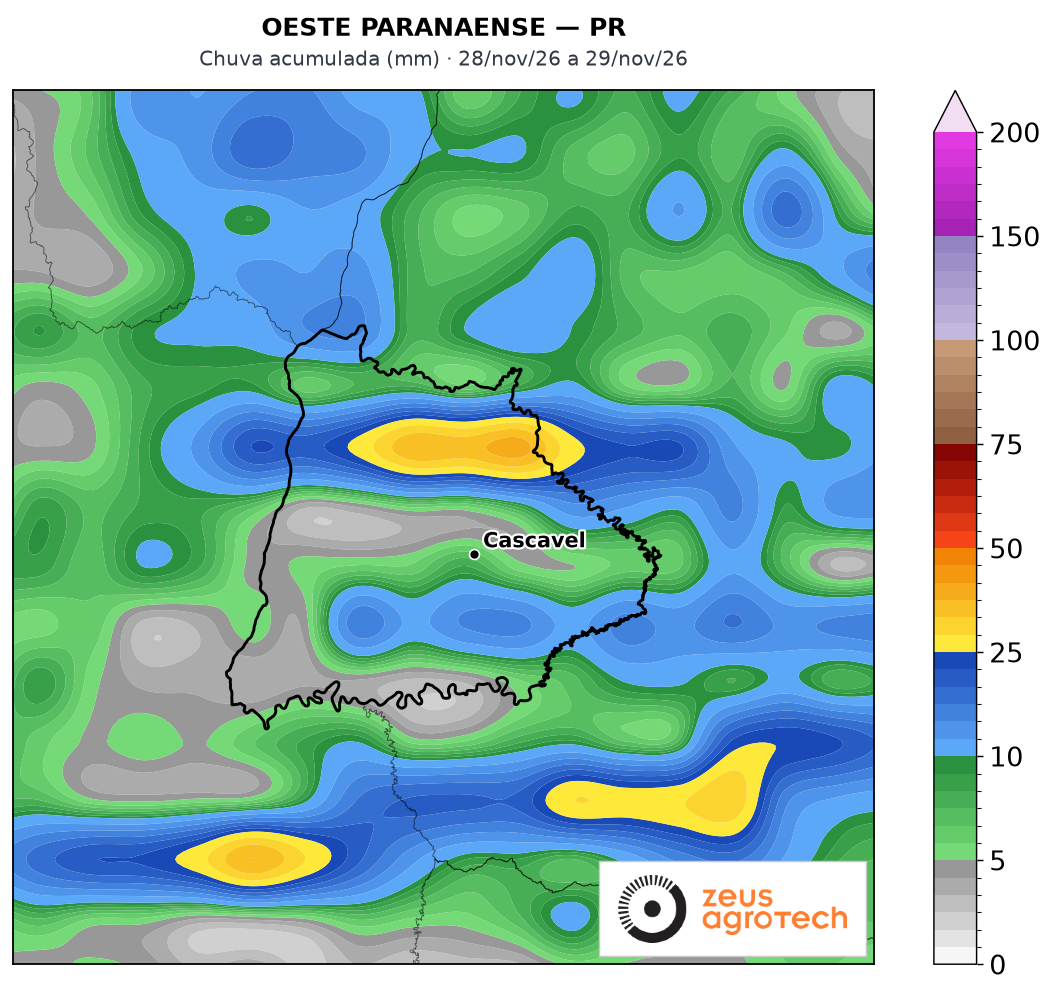 OESTE PARANAENSE — PR
Chuva acumulada (mm) · 28/nov/26 a 29/nov/26
200
150
100
75
50
25
10
5
0
Cascavel
zeus
agrotech